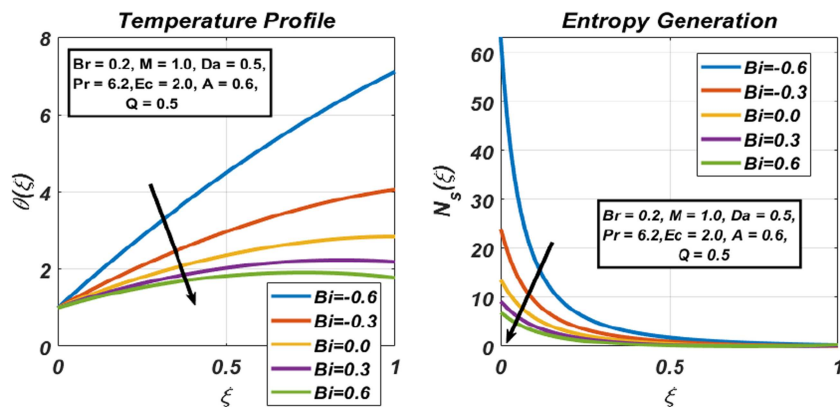 Temperature Profile
8
6
4
2
0
θ(ξ)
Br = 0.2, M = 1.0, Da = 0.5,
Pr = 6.2,Ec = 2.0, A = 0.6,
Q = 0.5
Bi=-0.6
Bi=-0.3
Bi=0.0
Bi=0.3
Bi=0.6
0 0.5 1
ξ
Entropy Generation
60
50
40
30
20
10
0
Ns(ξ)
Bi=-0.6
Bi=-0.3
Bi=0.0
Bi=0.3
Bi=0.6
Br = 0.2, M = 1.0, Da = 0.5,
Pr = 6.2,Ec = 2.0, A = 0.6,
Q = 0.5
0 0.5 1
ξ